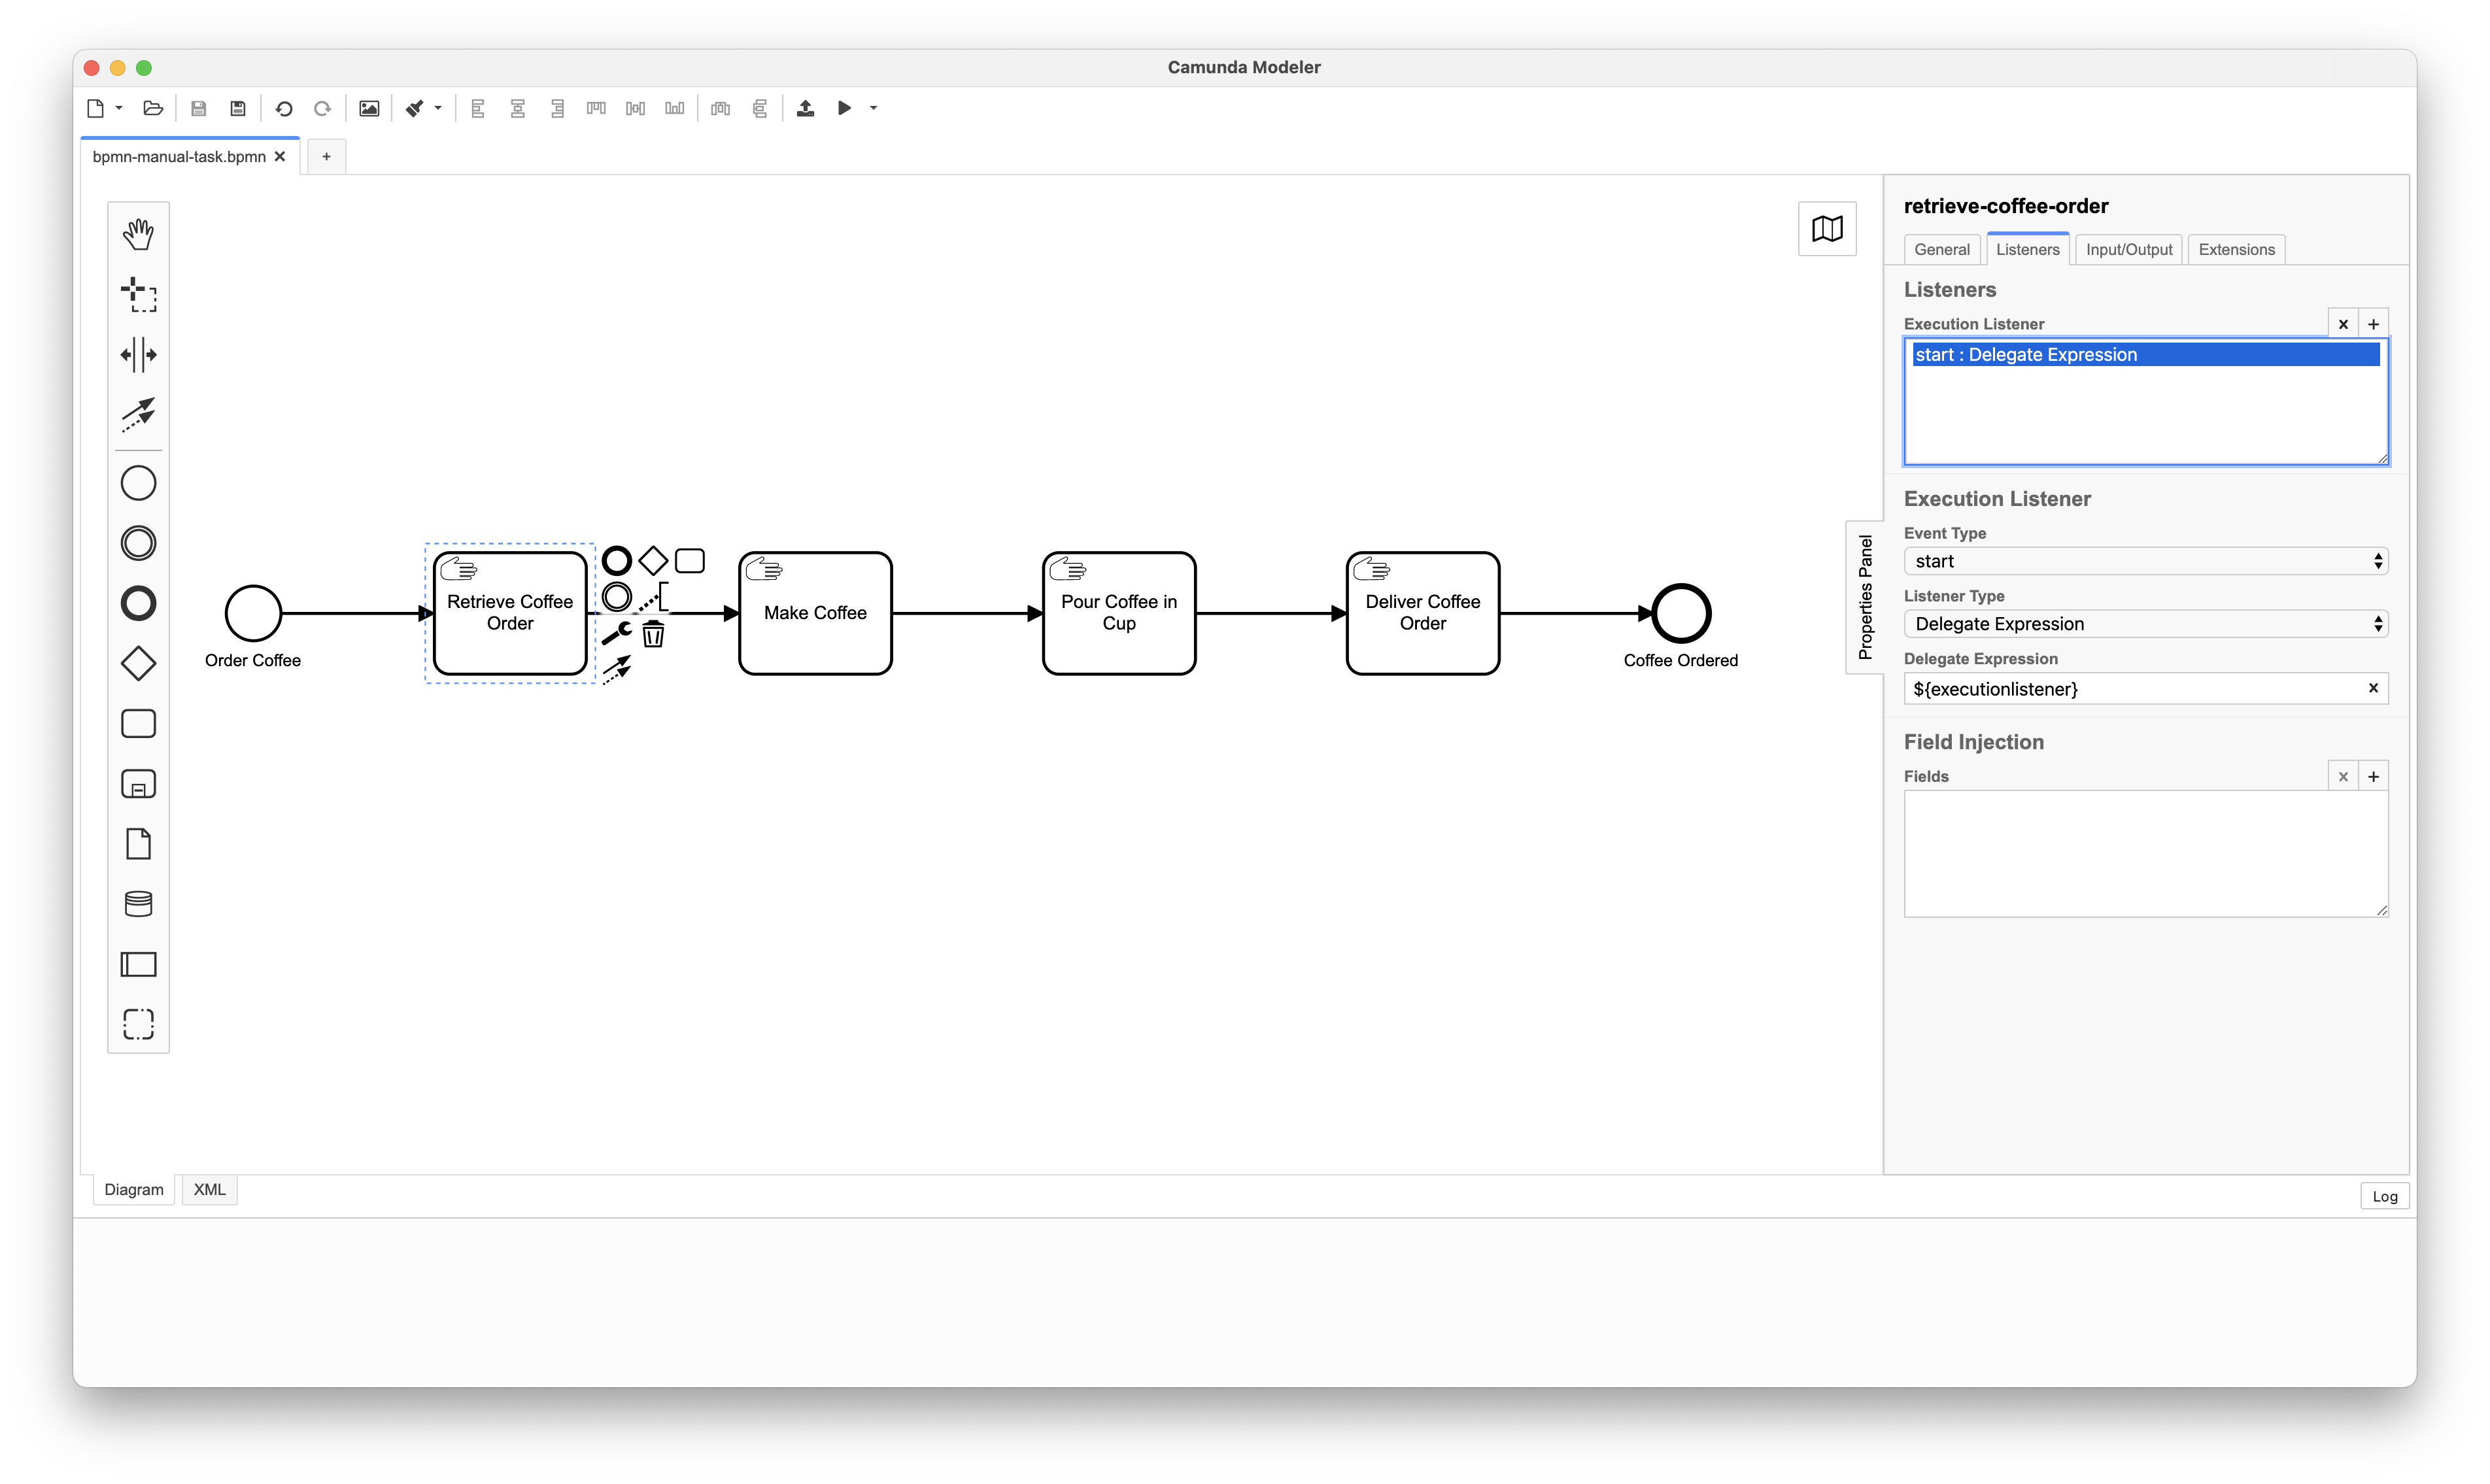 Camunda Modeler
bpmn-manual-task.bpmn
Order Coffee
Retrieve Coffee
Order
Make Coffee
Pour Coffee in
Cup
Deliver Coffee
Order
Coffee Ordered
Properties Panel
retrieve-coffee-order
General Listeners Input/Output Extensions
Listeners
Execution Listener
start : Delegate Expression
Execution Listener
Event Type
start
Listener Type
Delegate Expression
Delegate Expression
${executionlistener}
Field Injection
Fields
Diagram XML
Log